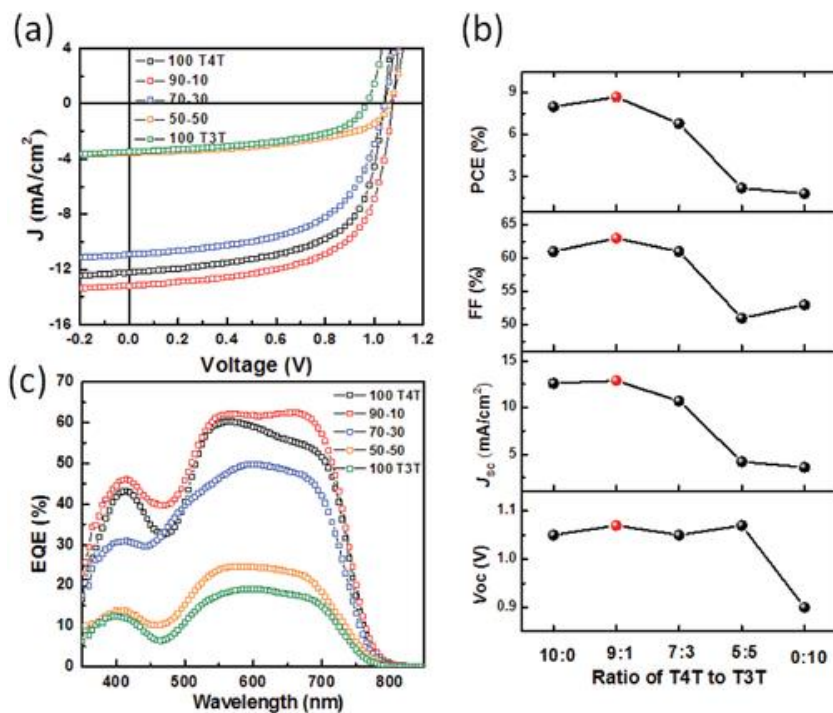 (a)
4
0
-4
-8
-12
-16
J (mA/cm²)
100 T4T
90-10
70-30
50-50
100 T3T
-0.2 0.0 0.2 0.4 0.6 0.8 1.0 1.2
Voltage (V)
(c)
70
60
50
40
30
20
10
0
EQE (%)
100 T4T
90-10
70-30
50-50
100 T3T
400 500 600 700 800
Wavelength (nm)
(b)
9
6
3
PCE (%)
65
60
55
50
FF (%)
15
10
5
Jsc (mA/cm²)
1.1
1.0
0.9
Voc (V)
10:0 9:1 7:3 5:5 0:10
Ratio of T4T to T3T